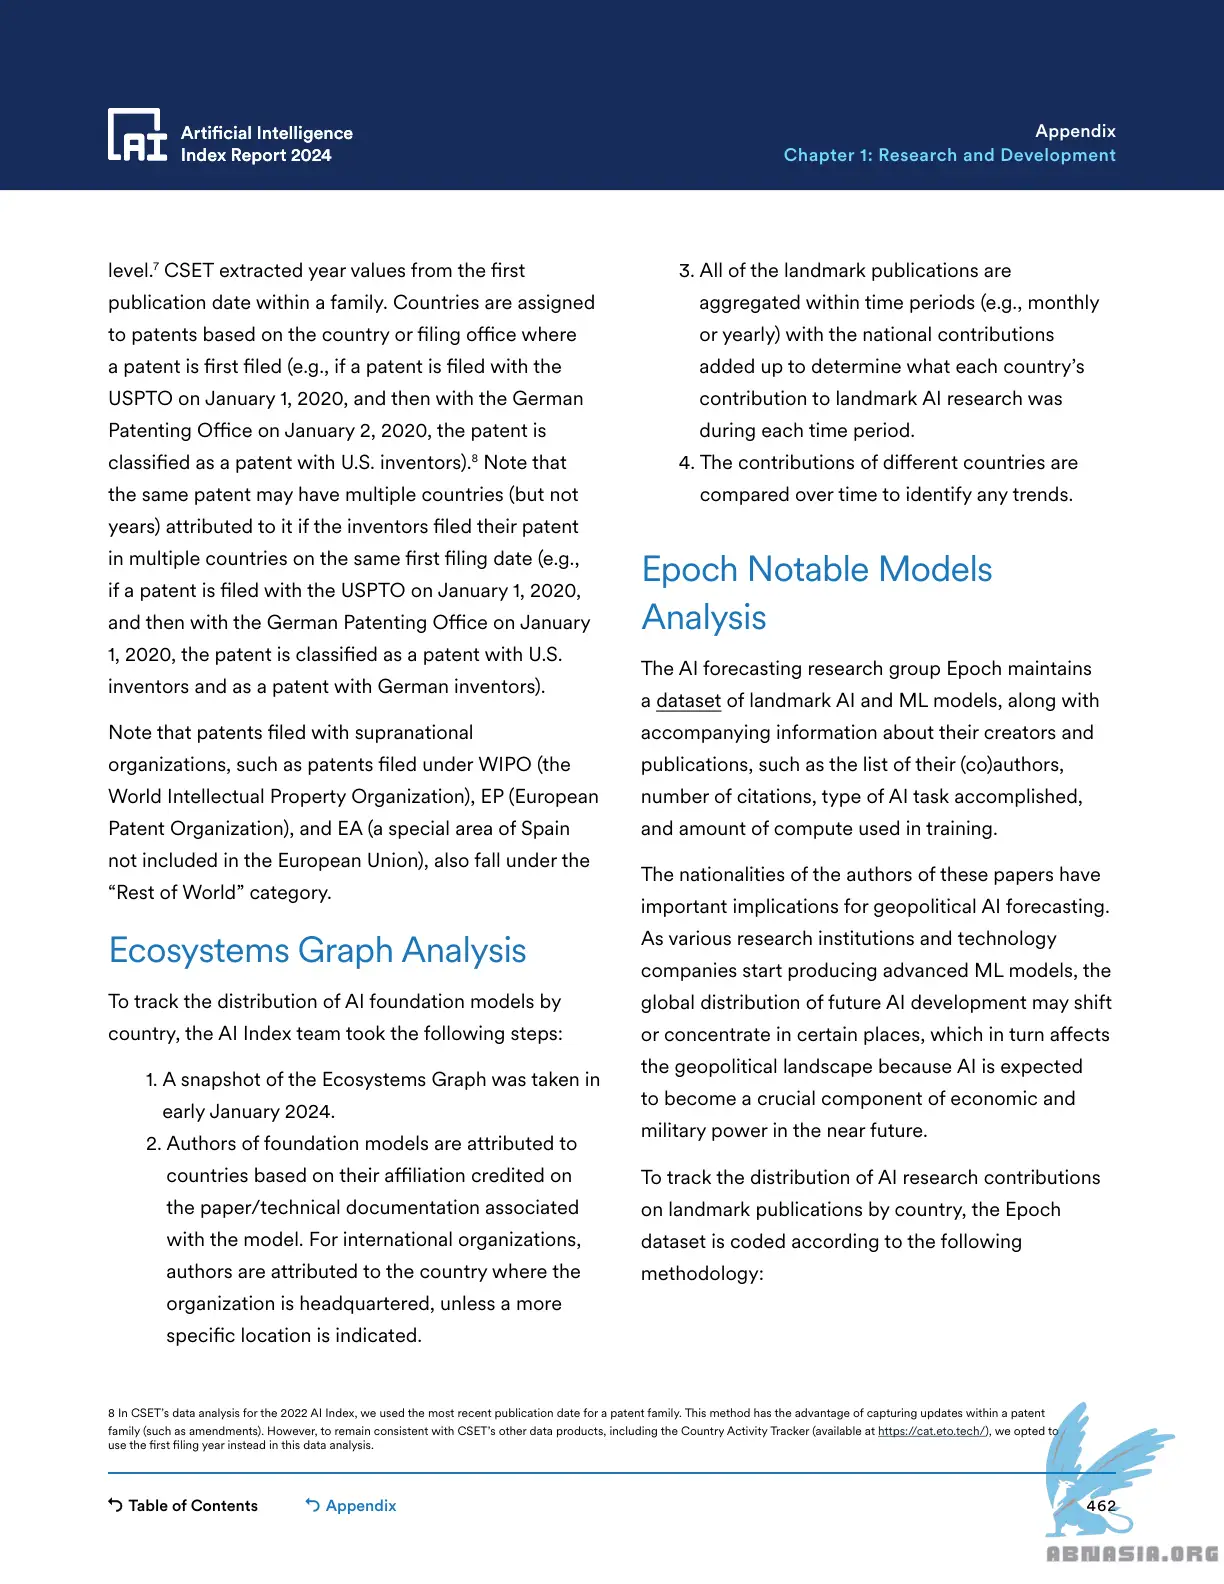 Artificial Intelligence
Index Report 2024
Appendix
Chapter 1: Research and Development
level.7 CSET extracted year values from the first
publication date within a family. Countries are assigned
to patents based on the country or filing office where
a patent is first filed (e.g., if a patent is filed with the
USPTO on January 1, 2020, and then with the German
Patenting Office on January 2, 2020, the patent is
classified as a patent with U.S. inventors).8 Note that
the same patent may have multiple countries (but not
years) attributed to it if the inventors filed their patent
in multiple countries on the same first filing date (e.g.,
if a patent is filed with the USPTO on January 1, 2020,
and then with the German Patenting Office on January
1, 2020, the patent is classified as a patent with U.S.
inventors and as a patent with German inventors).
Note that patents filed with supranational
organizations, such as patents filed under WIPO (the
World Intellectual Property Organization), EP (European
Patent Organization), and EA (a special area of Spain
not included in the European Union), also fall under the
“Rest of World” category.
Ecosystems Graph Analysis
To track the distribution of AI foundation models by
country, the AI Index team took the following steps:
1. A snapshot of the Ecosystems Graph was taken in
early January 2024.
2. Authors of foundation models are attributed to
countries based on their affiliation credited on
the paper/technical documentation associated
with the model. For international organizations,
authors are attributed to the country where the
organization is headquartered, unless a more
specific location is indicated.
3. All of the landmark publications are
aggregated within time periods (e.g., monthly
or yearly) with the national contributions
added up to determine what each country’s
contribution to landmark AI research was
during each time period.
4. The contributions of different countries are
compared over time to identify any trends.
Epoch Notable Models
Analysis
The AI forecasting research group Epoch maintains
a dataset of landmark AI and ML models, along with
accompanying information about their creators and
publications, such as the list of their (co)authors,
number of citations, type of AI task accomplished,
and amount of compute used in training.
The nationalities of the authors of these papers have
important implications for geopolitical AI forecasting.
As various research institutions and technology
companies start producing advanced ML models, the
global distribution of future AI development may shift
or concentrate in certain places, which in turn affects
the geopolitical landscape because AI is expected
to become a crucial component of economic and
military power in the near future.
To track the distribution of AI research contributions
on landmark publications by country, the Epoch
dataset is coded according to the following
methodology:
8 In CSET’s data analysis for the 2022 AI Index, we used the most recent publication date for a patent family. This method has the advantage of capturing updates within a patent
family (such as amendments). However, to remain consistent with CSET’s other data products, including the Country Activity Tracker (available at https://cat.eto.tech/), we opted to
use the first filing year instead in this data analysis.
Table of Contents
Appendix
462
ABNASIA.ORG